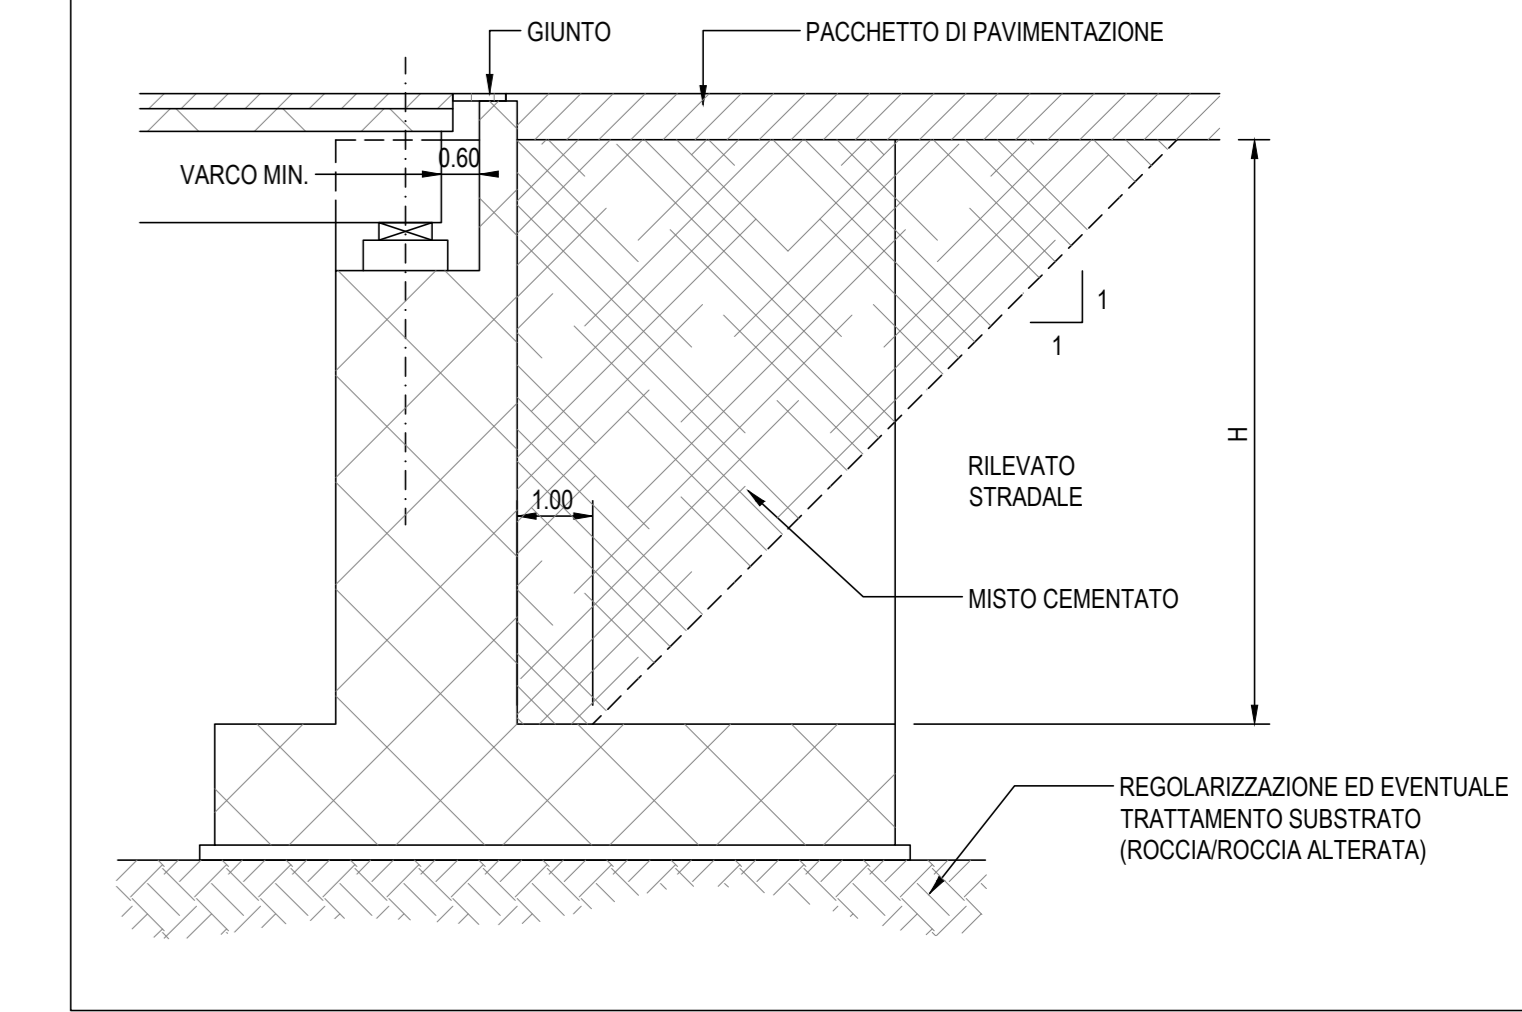 GIUNTO
PACCHETTO DI PAVIMENTAZIONE
VARCO MIN.
0.60
1
1
H
RILEVATO
STRADALE
1.00
MISTO CEMENTATO
REGOLARIZZAZIONE ED EVENTUALE
TRATTAMENTO SUBSTRATO
(ROCCIA/ROCCIA ALTERATA)